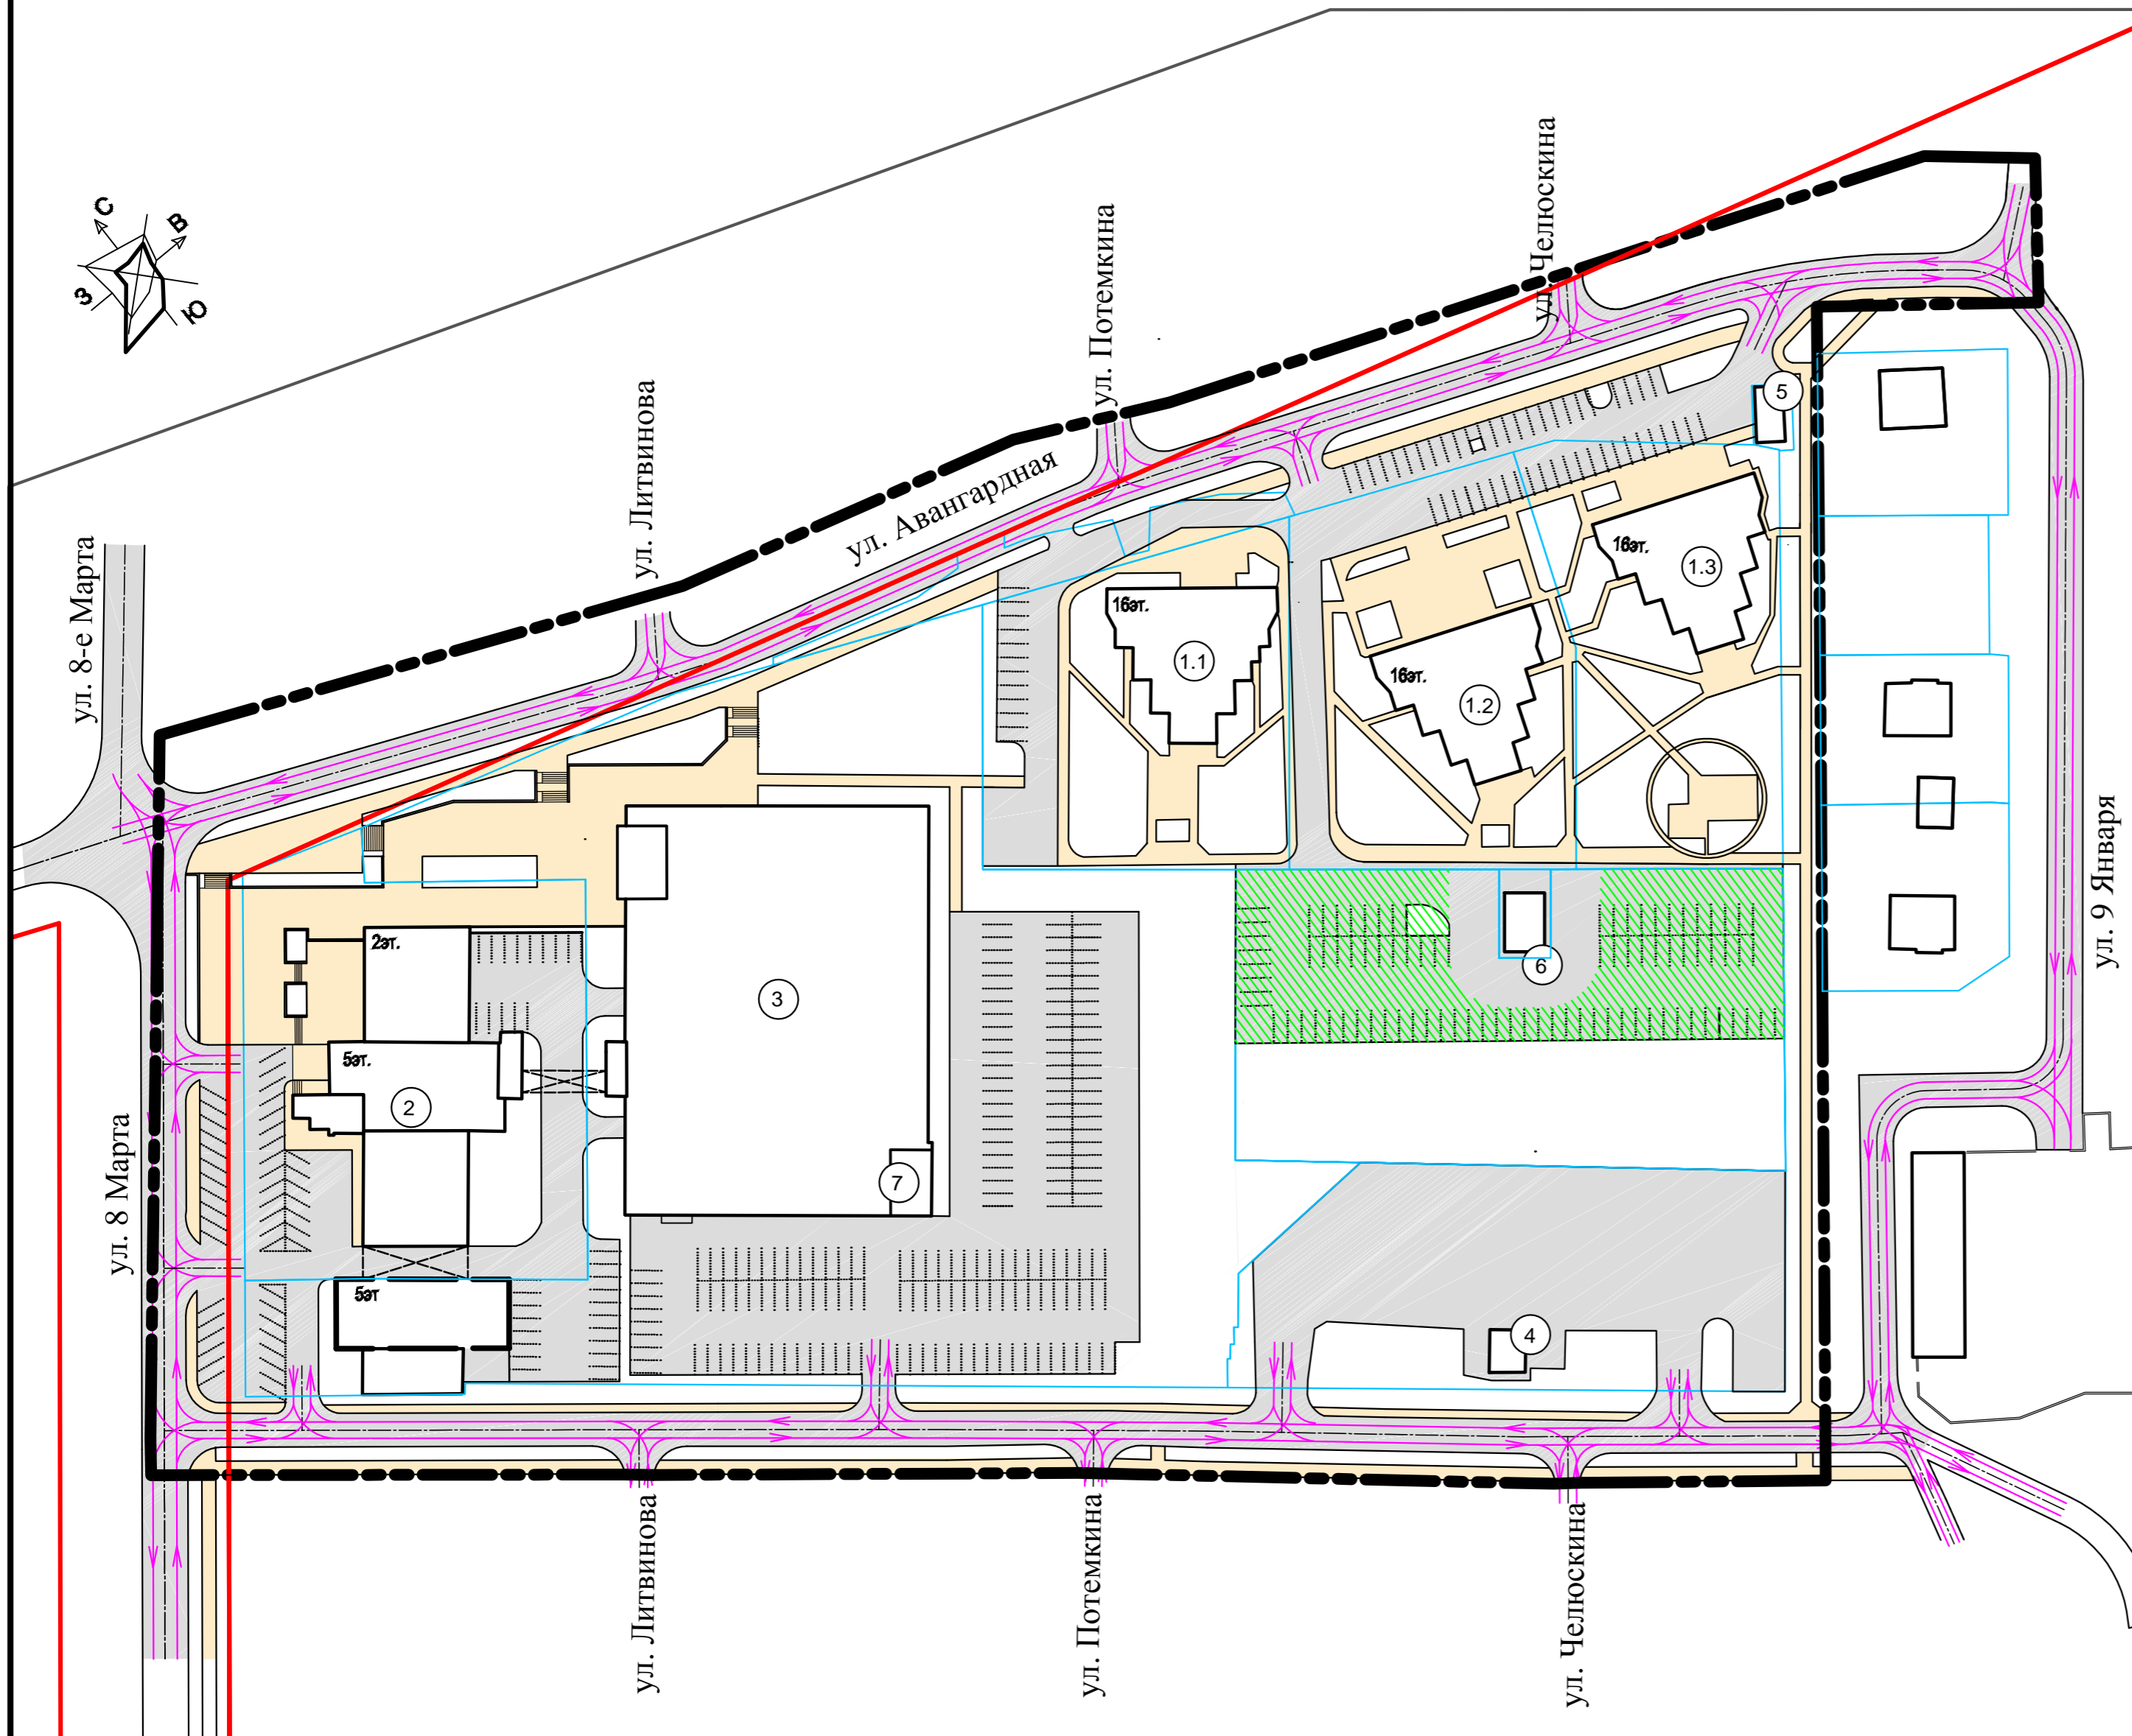 С
В
З
Ю
ул. Челюскина
ул. Потемкина
ул. Литвинова
ул. Авангардная
ул. 8-е Марта
5
16эт.
1.3
16эт.
1.1
16эт.
1.2
ул. 9 Января
2эт.
3
6
5эт.
2
ул. 8 Марта
7
5эт
4
ул. Литвинова
ул. Потемкина
ул. Челюскина